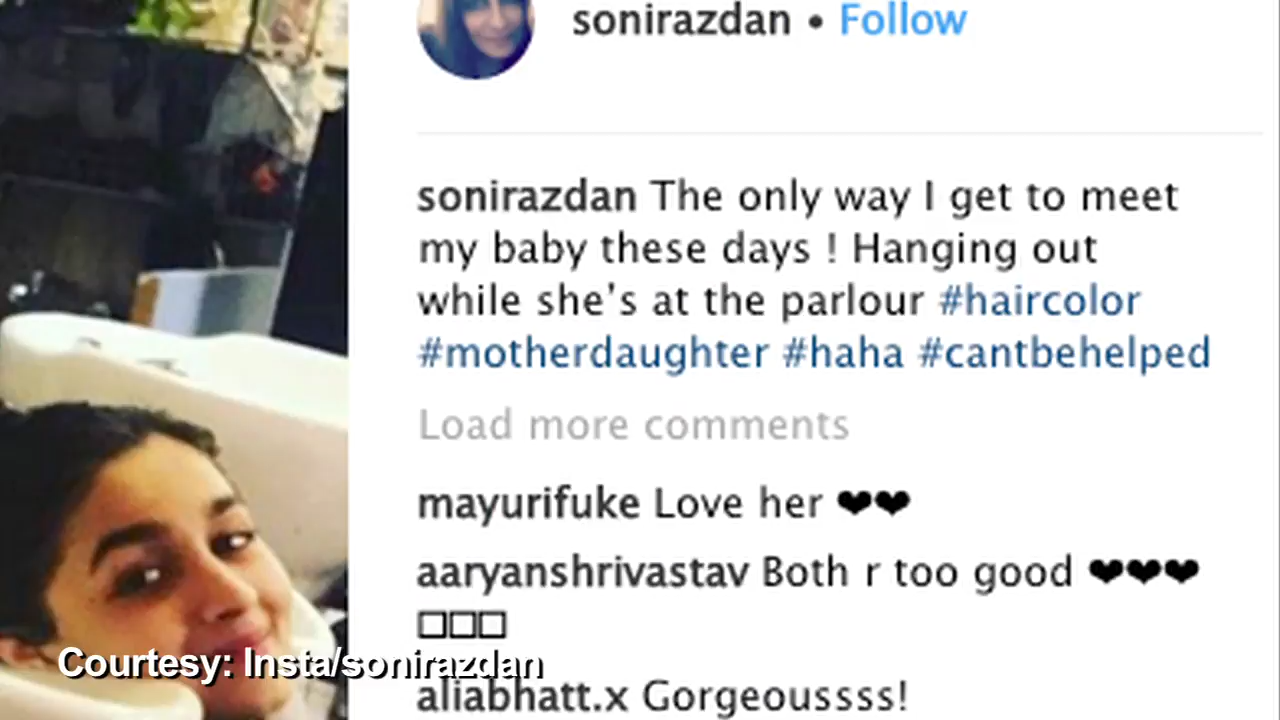 sonirazdan • Follow
sonirazdan The only way I get to meet
my baby these days ! Hanging out
while she's at the parlour #haircolor
#motherdaughter #haha #cantbehelped
Load more comments
mayurifuke Love her ❤❤
aaryanshrivastav Both r too good ❤❤❤
□□□
Courtesy: Insta/sonirazdan
aliabhatt.x Gorgeoussss!